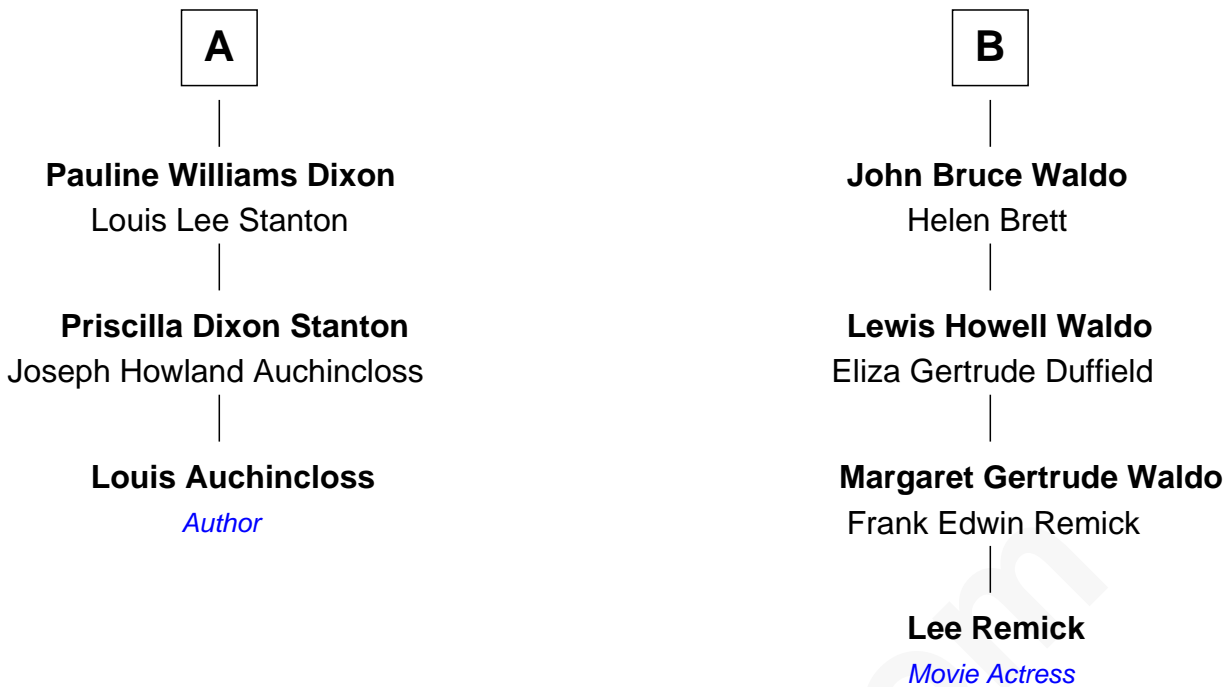 A
Pauline Williams Dixon
Louis Lee Stanton
Priscilla Dixon Stanton
Joseph Howland Auchincloss
Louis Auchincloss
Author
B
John Bruce Waldo
Helen Brett
Lewis Howell Waldo
Eliza Gertrude Duffield
Margaret Gertrude Waldo
Frank Edwin Remick
Lee Remick
Movie Actress